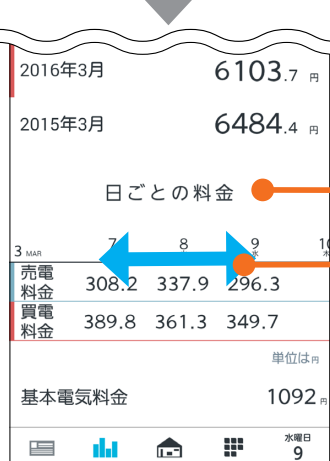 2016年3月 6103.7 円
2015年3月 6484.4 円
日ごとの料金
3 MAR 7 8 9 水 10 木
売電料金 308.2 337.9 296.3
買電料金 389.8 361.3 349.7
単位は円
基本電気料金 1092 円
水曜日
9